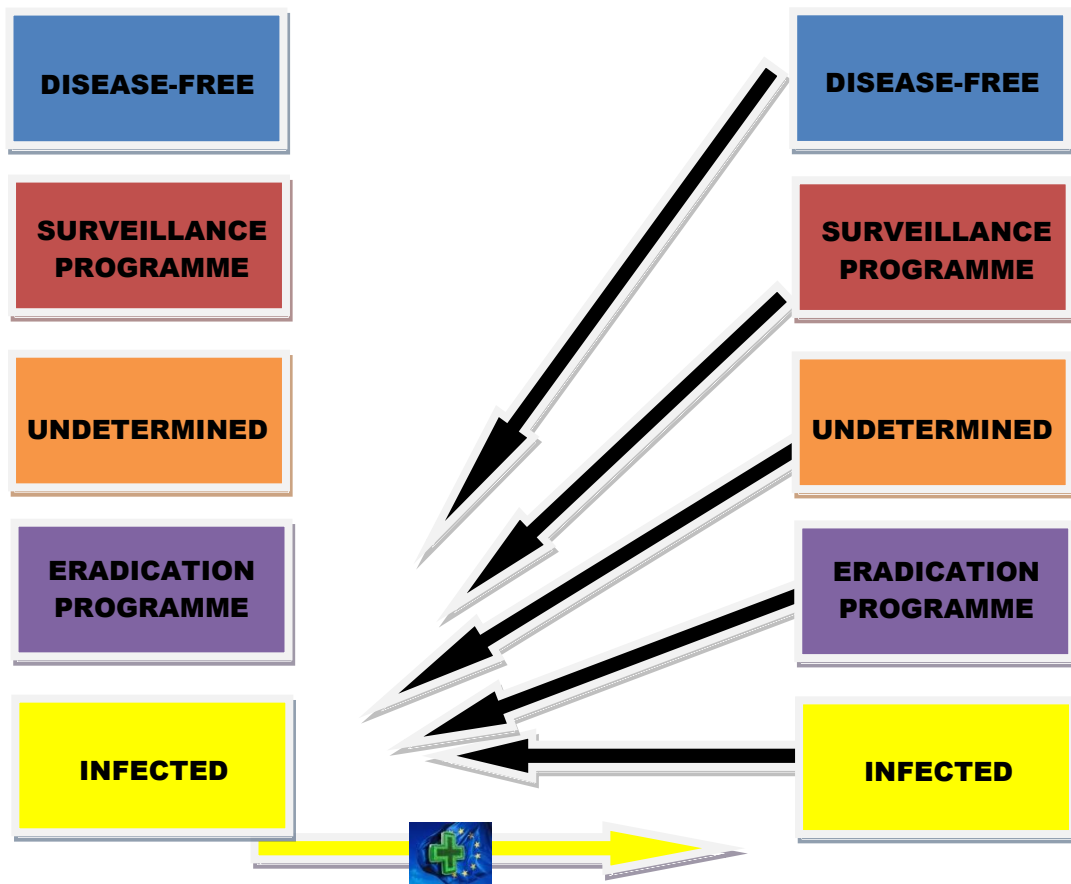 DISEASE-FREE
SURVEILLANCE
PROGRAMME
UNDETERMINED
ERADICATION
PROGRAMME
INFECTED
DISEASE-FREE
SURVEILLANCE
PROGRAMME
UNDETERMINED
ERADICATION
PROGRAMME
INFECTED